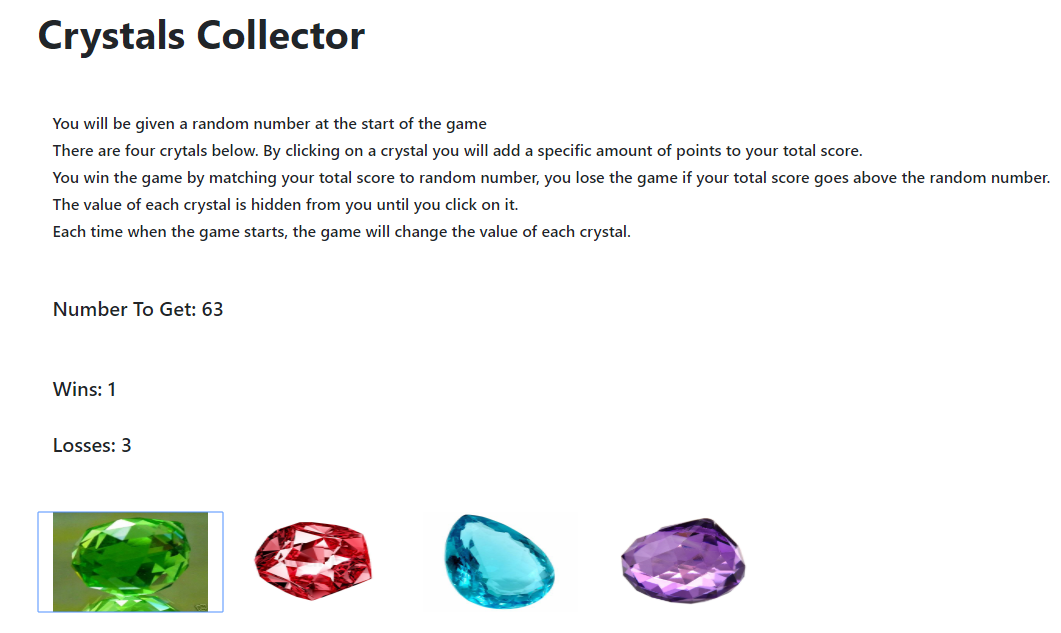 Crystals Collector
You will be given a random number at the start of the game
There are four crytals below. By clicking on a crystal you will add a specific amount of points to your total score.
You win the game by matching your total score to random number, you lose the game if your total score goes above the random number.
The value of each crystal is hidden from you until you click on it.
Each time when the game starts, the game will change the value of each crystal.
Number To Get: 63
Wins: 1
Losses: 3